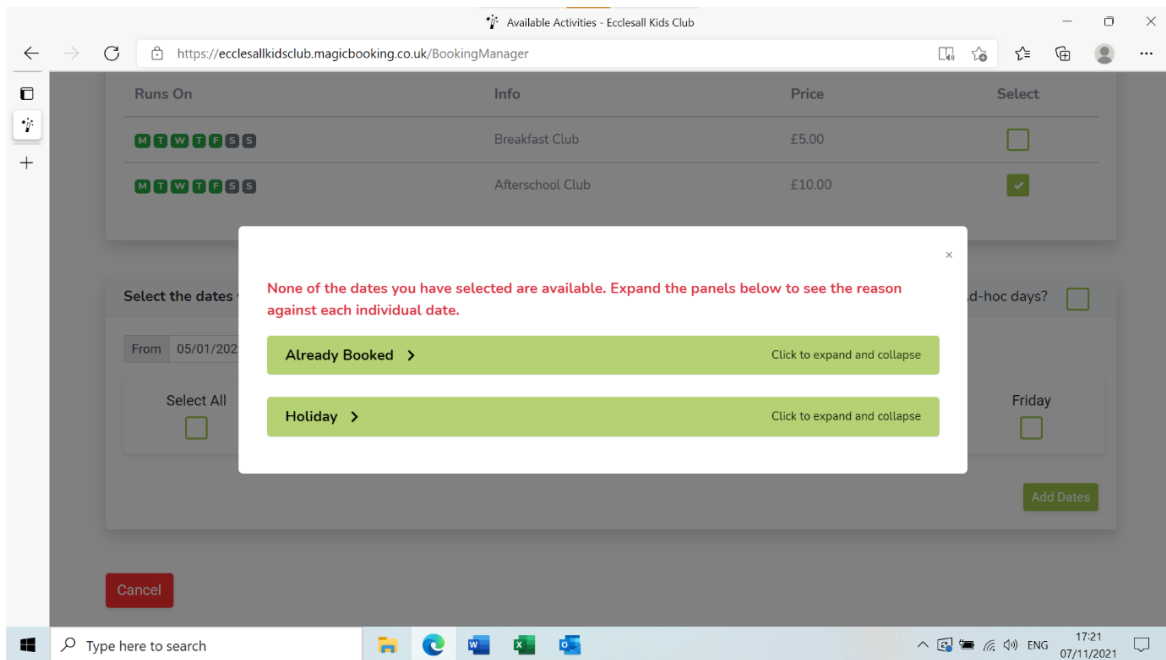 Available Activities - Ecclesall Kids Club
https://ecclesallkidsclub.magicbooking.co.uk/BookingManager
Runs On Info Price Select
M T W T F S S Breakfast Club £5.00
M T W T F S S Afterschool Club £10.00
×
None of the dates you have selected are available. Expand the panels below to see the reason
against each individual date.
Select the dates d-hoc days?
Already Booked > Click to expand and collapse
From 05/01/202
Select All Friday
Holiday > Click to expand and collapse
Add Dates
Cancel
Type here to search
ENG 17:21
07/11/2021